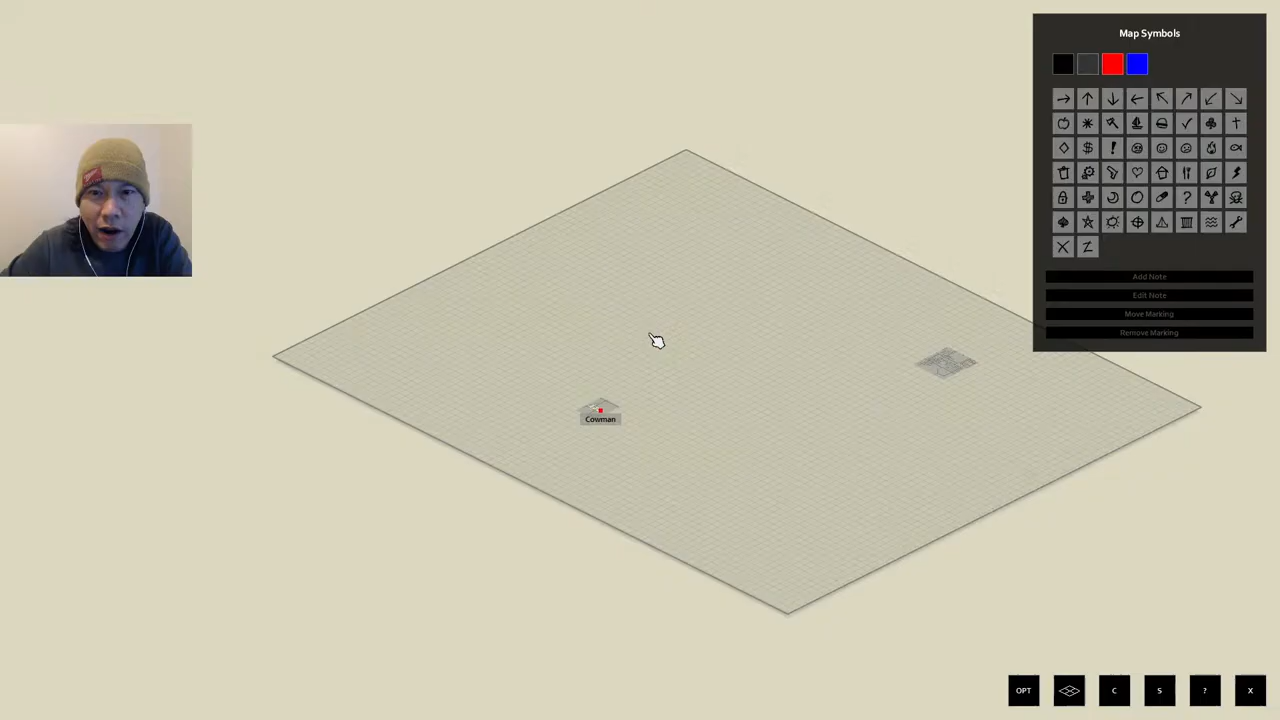 Map Symbols
Add Note
Edit Note
Move Marking
Remove Marking
Cowman
OPT
C
S
?
X